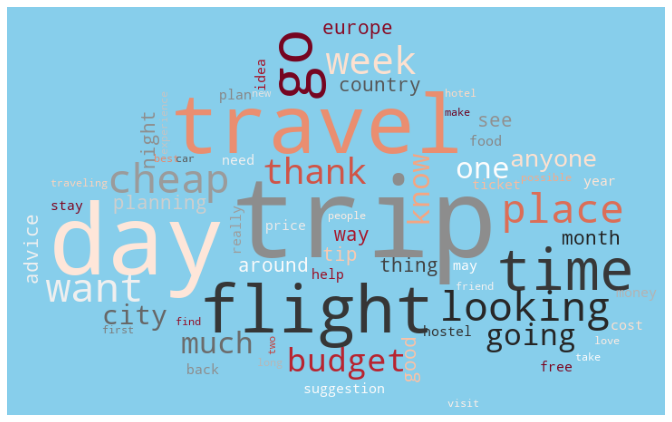 europe
go
week
idea
country
plan
new
hotel
travel
make
see
night
food
best
car
thank
know
one
anyone
need
cheap
traveling
ticket
possible
year
planning
stay
trip
place
day
really
price
people
way
month
advice
tip
around
thing
may
time
help
want
friend
flight
looking
money
city
find
first
much
hostel
going
cost
two
budget
good
love
back
free
take
suggestion
visit